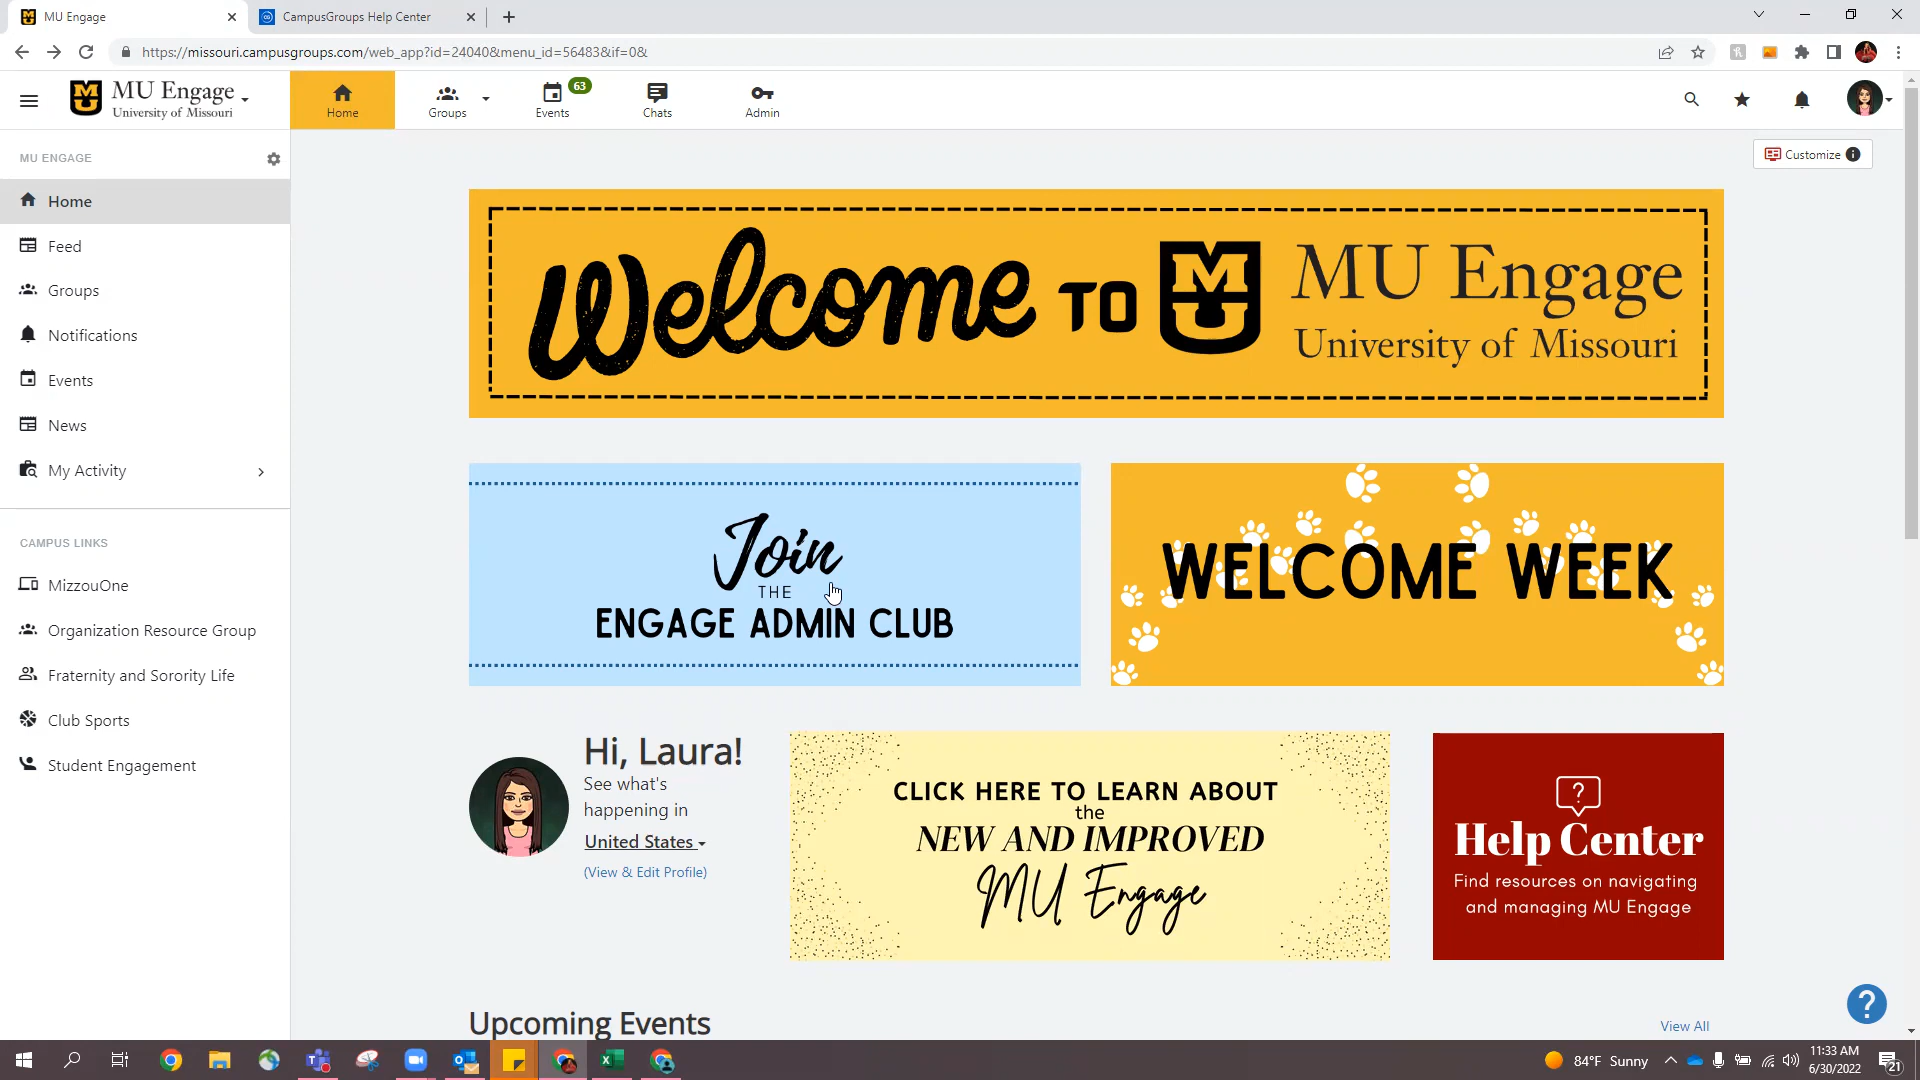 MU Engage
CampusGroups Help Center
https://missouri.campusgroups.com/web_app?id=24040&menu_id=56483&if=0&
MU Engage
University of Missouri
Home
Groups
63
Events
Chats
Admin
MU ENGAGE
Customize
Home
Feed
Groups
Notifications
Events
News
My Activity
CAMPUS LINKS
MizzouOne
Organization Resource Group
Fraternity and Sorority Life
Club Sports
Student Engagement
Welcome TO MU Engage
University of Missouri
Join
THE
ENGAGE ADMIN CLUB
WELCOME WEEK
Hi, Laura!
See what's
happening in
United States
(View & Edit Profile)
CLICK HERE TO LEARN ABOUT
the
NEW AND IMPROVED
MU Engage
?
Help Center
Find resources on navigating
and managing MU Engage
Upcoming Events
View All
?
84°F Sunny
11:33 AM
6/30/2022
21